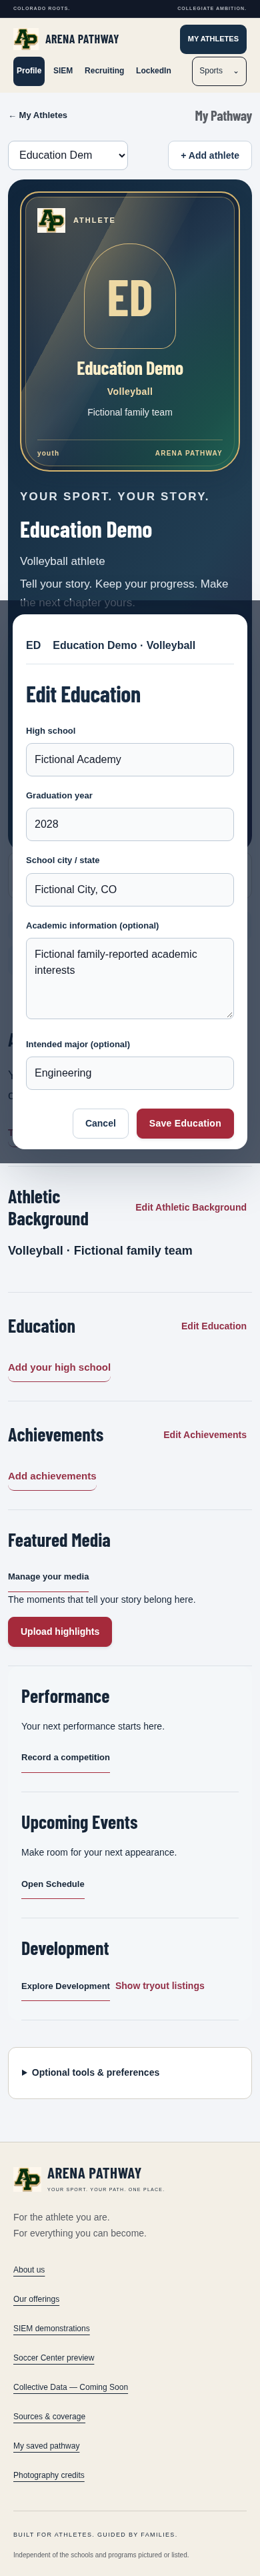 COLORADO ROOTS.
COLLEGIATE AMBITION.
AP
ARENA PATHWAY
MY ATHLETES
Profile
SIEM
Recruiting
LockedIn
Sports
← My Athletes
My Pathway
Education Dem
+ Add athlete
AP
ATHLETE
ED
Education Demo
Volleyball
Fictional family team
youth
ARENA PATHWAY
YOUR SPORT. YOUR STORY.
Education Demo
Volleyball athlete
Tell your story. Keep your progress. Make
the next chapter yours.
ED
Education Demo · Volleyball
Edit Education
High school
Fictional Academy
Graduation year
2028
School city / state
Fictional City, CO
Academic information (optional)
Fictional family-reported academic
interests
Intended major (optional)
Engineering
Cancel
Save Education
Athletic
Background
Edit Athletic Background
Volleyball · Fictional family team
Education
Edit Education
Add your high school
Achievements
Edit Achievements
Add achievements
Featured Media
Manage your media
The moments that tell your story belong here.
Upload highlights
Performance
Your next performance starts here.
Record a competition
Upcoming Events
Make room for your next appearance.
Open Schedule
Development
Explore Development
Show tryout listings
Optional tools & preferences
AP
ARENA PATHWAY
YOUR SPORT. YOUR PATH. ONE PLACE.
For the athlete you are.
For everything you can become.
About us
Our offerings
SIEM demonstrations
Soccer Center preview
Collective Data — Coming Soon
Sources & coverage
My saved pathway
Photography credits
BUILT FOR ATHLETES. GUIDED BY FAMILIES.
Independent of the schools and programs pictured or listed.